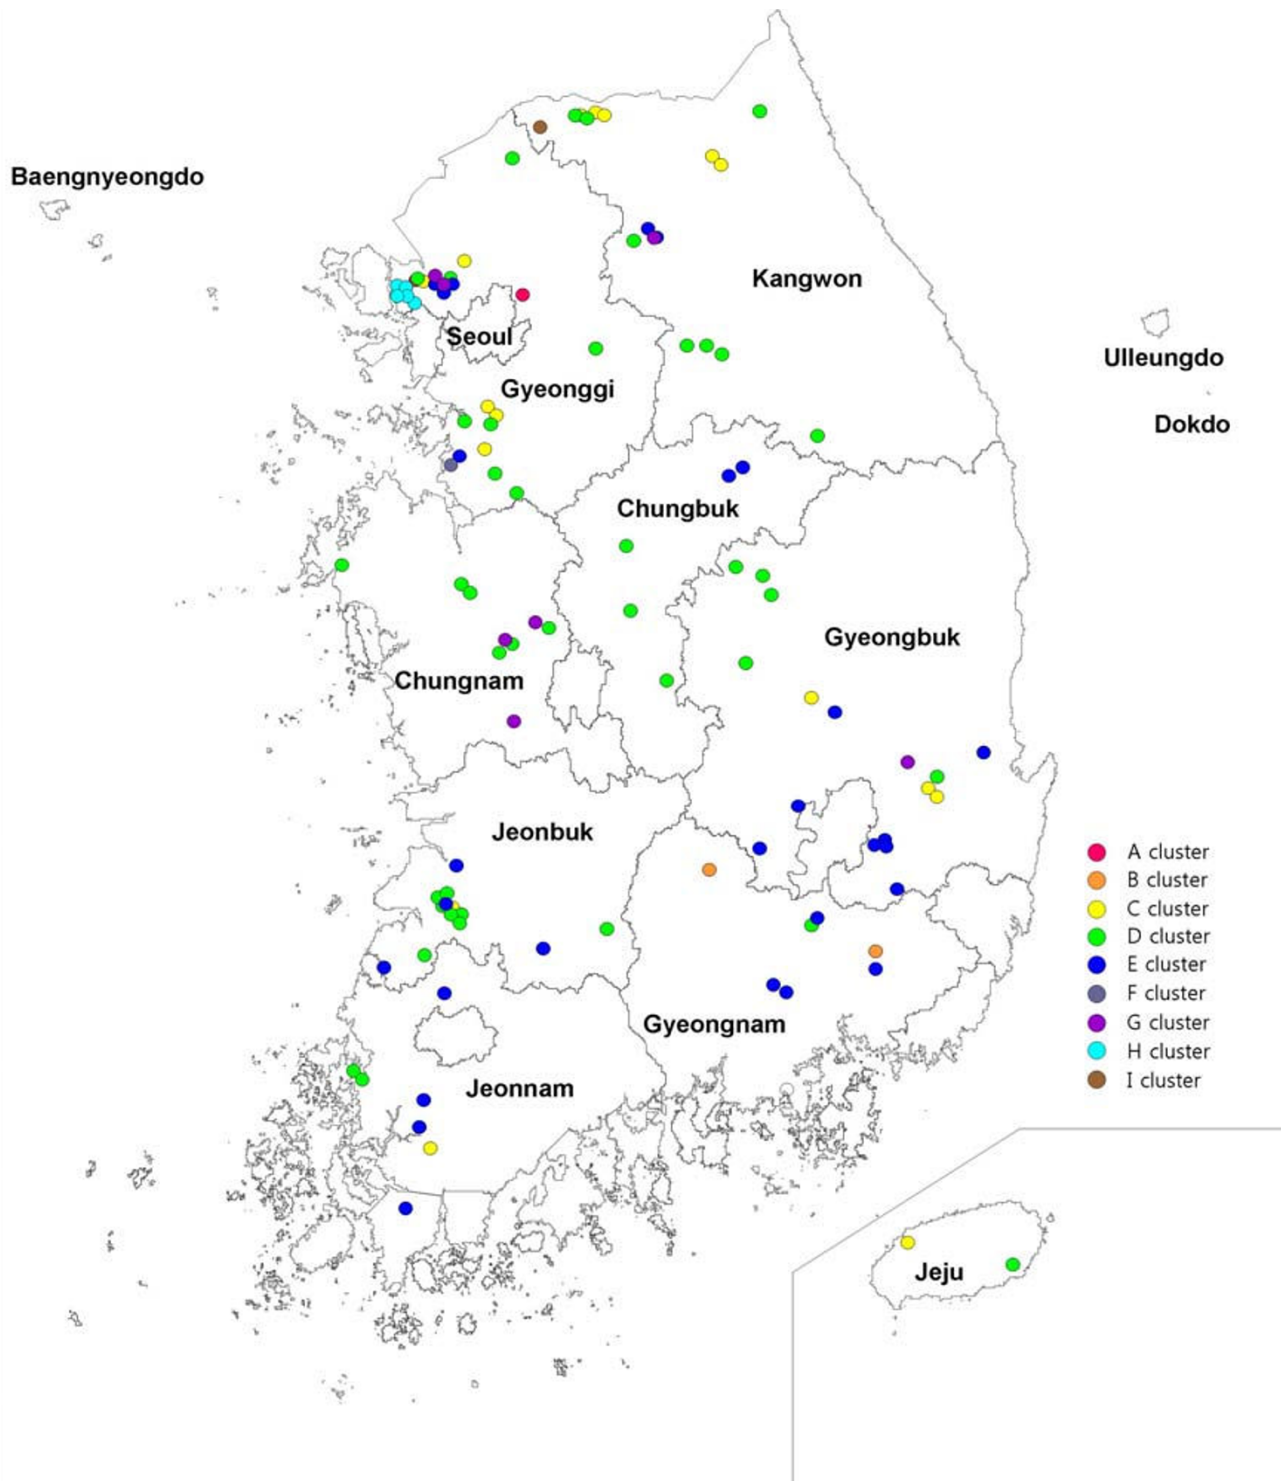 Baengnyeongdo
Kangwon
Seoul
Ulleungdo
Gyeonggi
Dokdo
Chungbuk
Gyeongbuk
Chungnam
Jeonbuk
A cluster
B cluster
C cluster
D cluster
E cluster
F cluster
G cluster
H cluster
I cluster
Gyeongnam
Jeonnam
Jeju